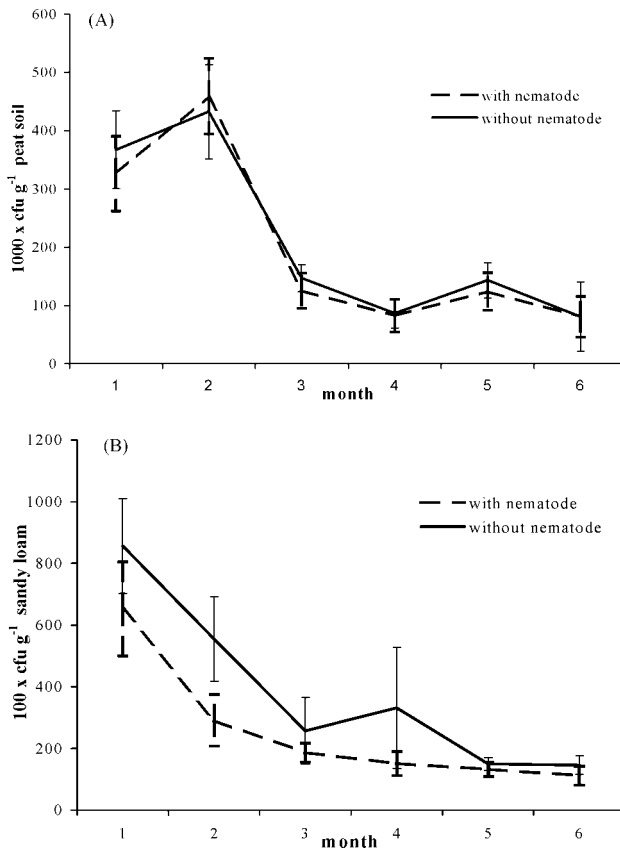 (A)
600
500
400
300
200
100
0
1000 x cfu g-1 peat soil
with nematode
without nematode
1 2 3 4 5 6
month
(B)
1200
1000
800
600
400
200
0
100 x cfu g-1 sandy loam
with nematode
without nematode
1 2 3 4 5 6
month